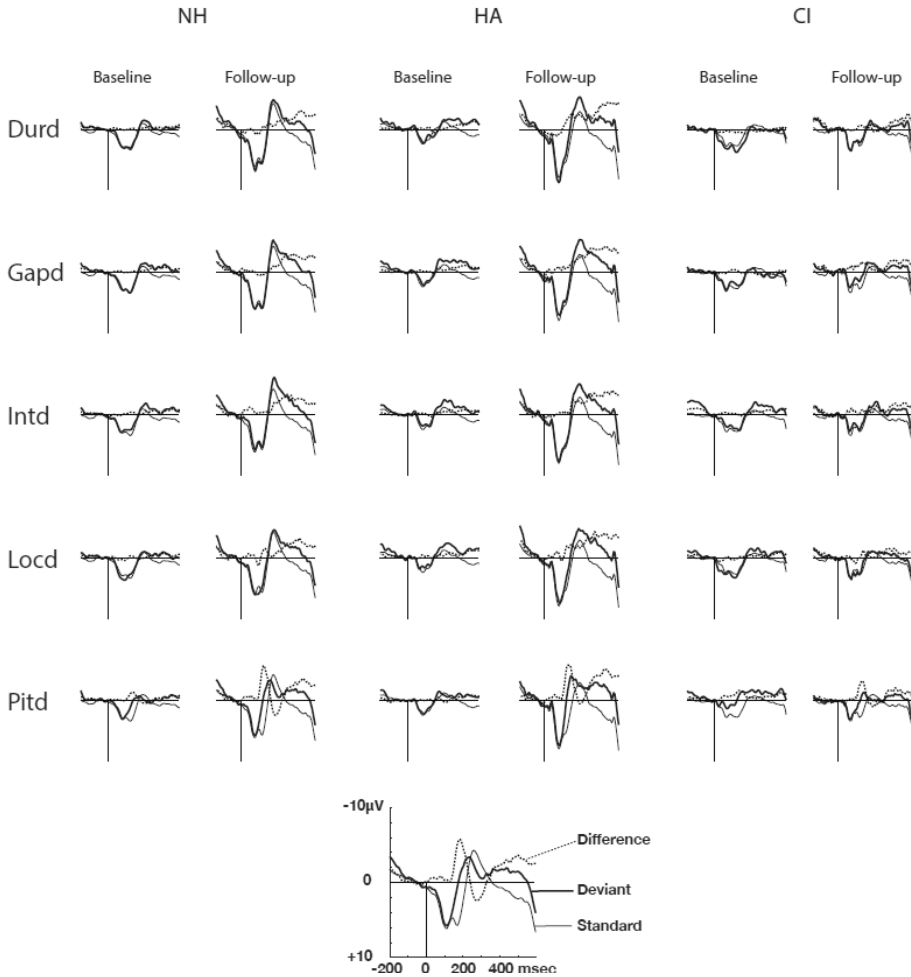 NH HA CI
Baseline Follow-up Baseline Follow-up Baseline Follow-up
Durd
Gapd
Intd
Locd
Pitd
-10µV
Difference
0
Deviant
Standard
+10
-200 0 200 400 msec